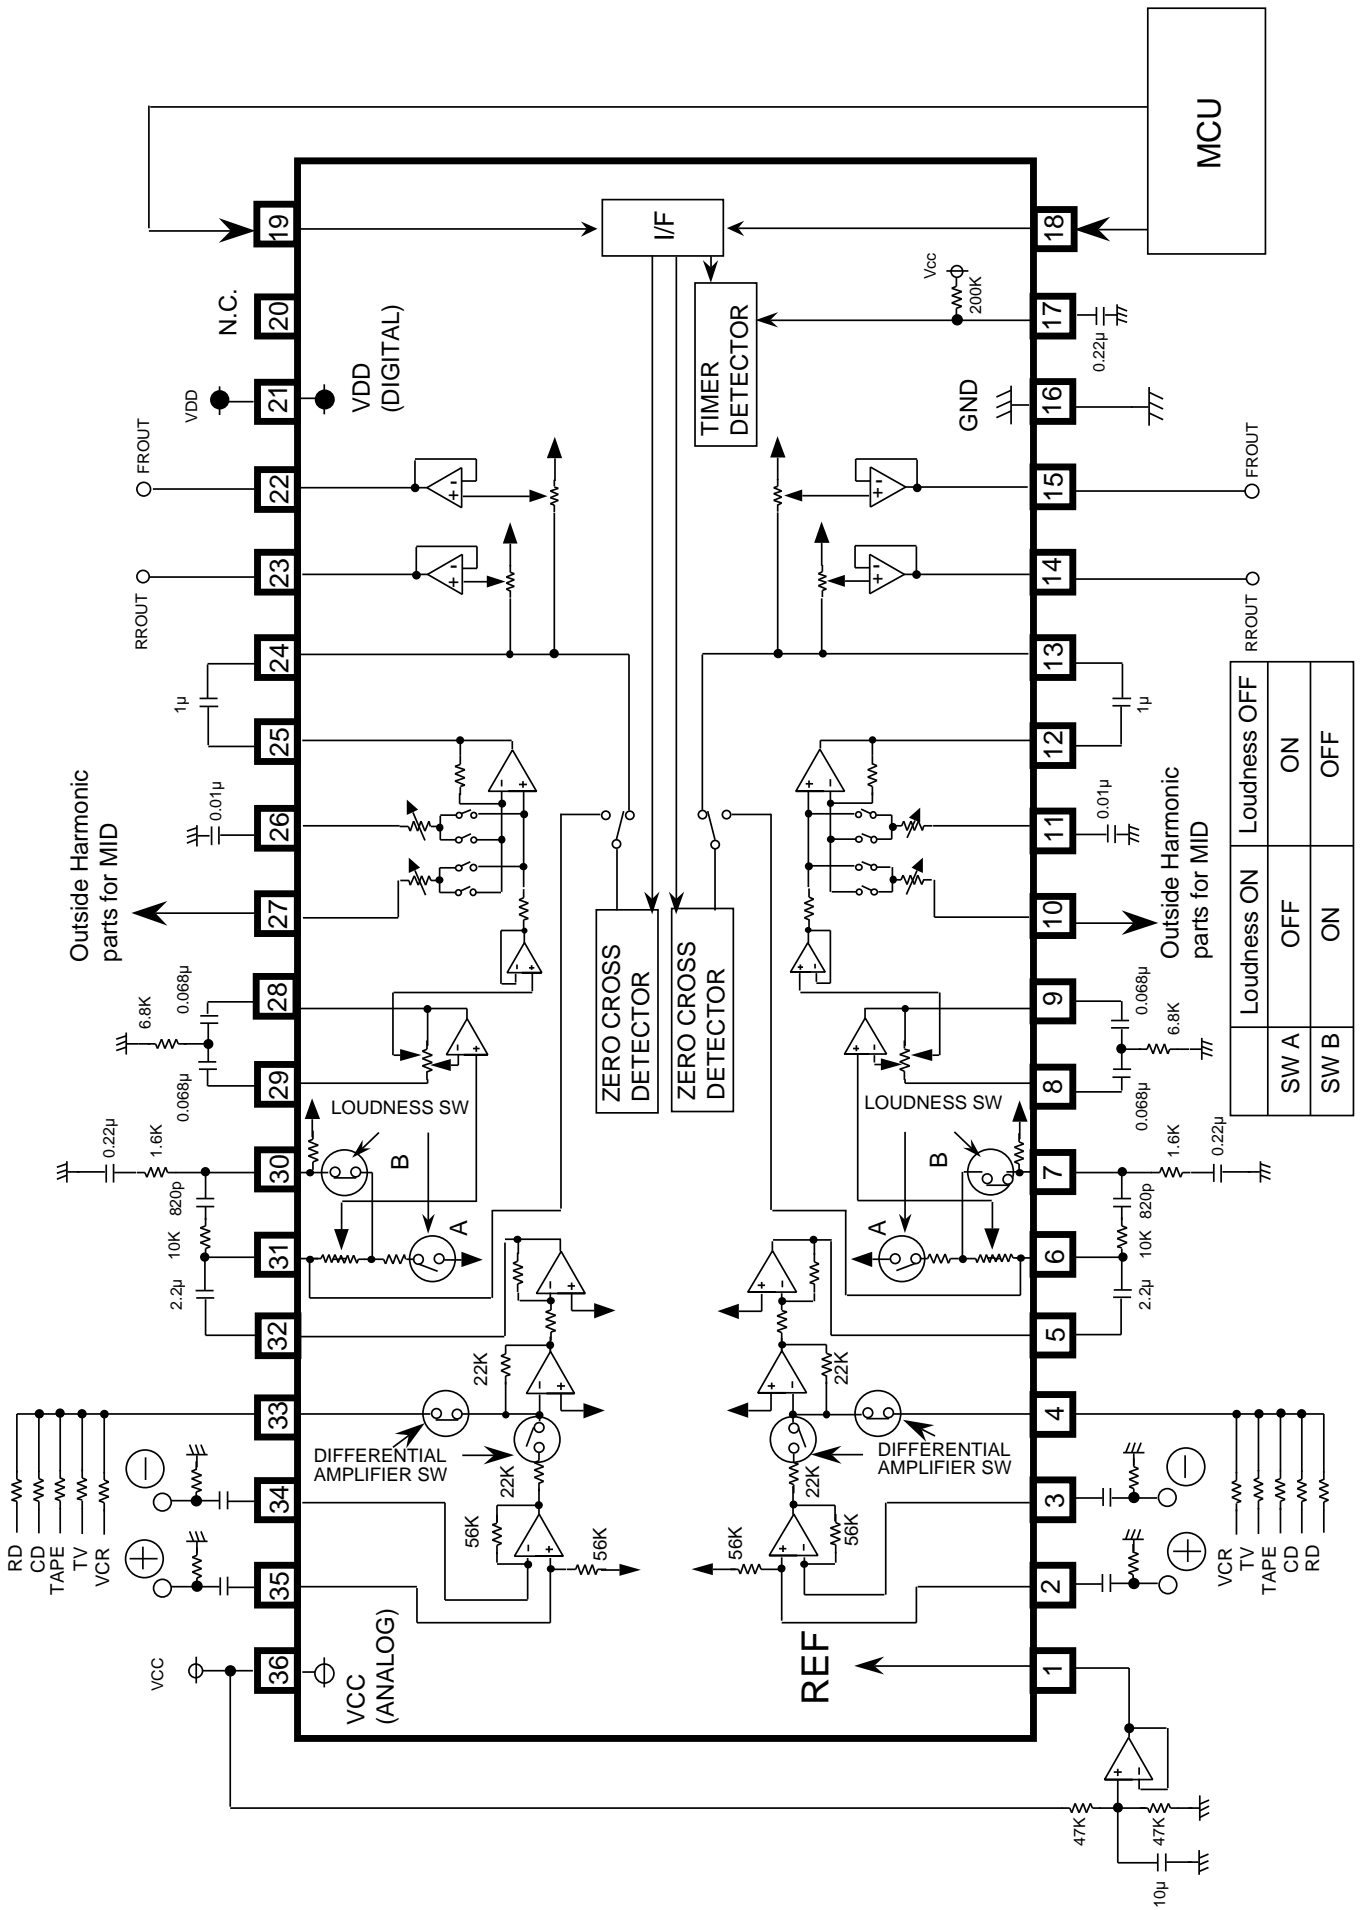 MCU
19
20
N.C.
21
VDD
VDD
(DIGITAL)
22
FROUT
23
RROUT
24
1µ
25
26
0.01µ
27
Outside Harmonic
parts for MID
28
0.068µ
6.8K
29
0.068µ
30
0.22µ
1.6K
820p
10K
31
2.2µ
32
33
RD
CD
TAPE
TV
VCR
34
−
35
+
36
VCC
VCC
(ANALOG)
I/F
TIMER
DETECTOR
Vcc
200K
ZERO CROSS
DETECTOR
ZERO CROSS
DETECTOR
LOUDNESS SW
B
A
LOUDNESS SW
B
A
22K
DIFFERENTIAL
AMPLIFIER SW
22K
56K
56K
22K
DIFFERENTIAL
AMPLIFIER SW
22K
56K
56K
REF
GND
18
17
0.22µ
16
15
FROUT
14
RROUT
13
1µ
12
11
0.01µ
10
Outside Harmonic
parts for MID
9
0.068µ
6.8K
8
0.068µ
7
1.6K
0.22µ
820p
10K
6
2.2µ
5
4
VCR
TV
TAPE
CD
RD
3
−
2
+
1
47K
47K
10µ
Loudness ON Loudness OFF
SW A OFF ON
SW B ON OFF